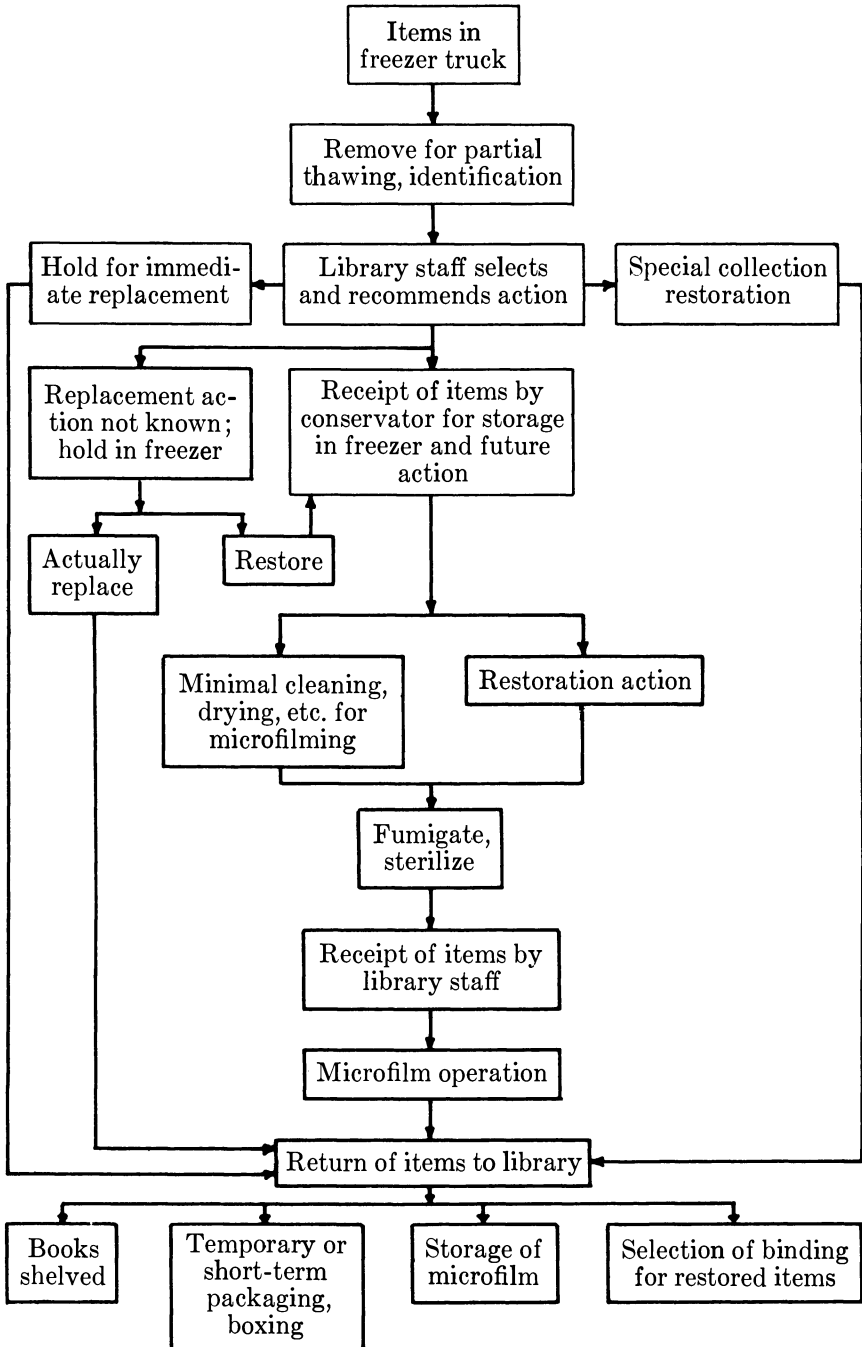 Items in
freezer truck
Remove for partial
thawing, identification
Hold for immedi-
ate replacement
Library staff selects
and recommends action
Special collection
restoration
Replacement ac-
tion not known;
hold in freezer
Receipt of items by
conservator for storage
in freezer and future
action
Actually
replace
Restore
Minimal cleaning,
drying, etc. for
microfilming
Restoration action
Fumigate,
sterilize
Receipt of items by
library staff
Microfilm operation
Return of items to library
Books
shelved
Temporary or
short-term
packaging,
boxing
Storage of
microfilm
Selection of binding
for restored items